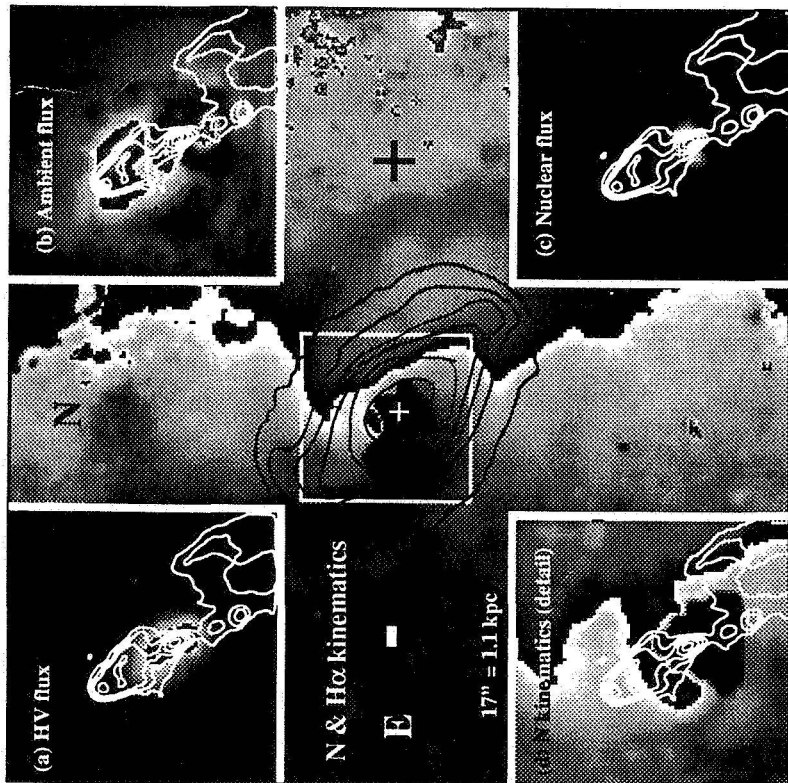 (a) HV flux
N
(b) Ambient flux
N & Hα kinematics
E
17" = 1.1 kpc
(d) N kinematics (detail)
(c) Nuclear flux